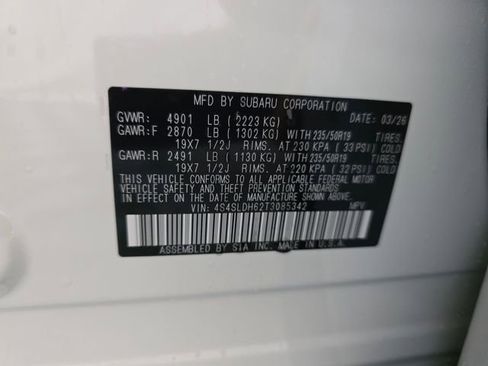 MFD BY SUBARU CORPORATION
GVWR: 4901 LB (2223 KG) DATE: 03/26
GAWR:F 2870 LB (1302 KG) WITH 235/50R19 TIRES,
19X7 1/2J RIMS, AT 230 KPA (33 PSI) COLD
GAWR:R 2491 LB (1130 KG) WITH 235/50R19 TIRES,
19X7 1/2J RIMS, AT 220 KPA (32 PSI) COLD
THIS VEHICLE CONFORMS TO ALL APPLICABLE FEDERAL MOTOR
VEHICLE SAFETY AND THEFT PREVENTION STANDARDS
IN EFFECT ON THE DATE OF MANUFACTURE SHOWN ABOVE.
VIN: 4S4SLDH62T3085342 MPV
ASSEMBLED BY SIA INC. MADE IN U.S.A.